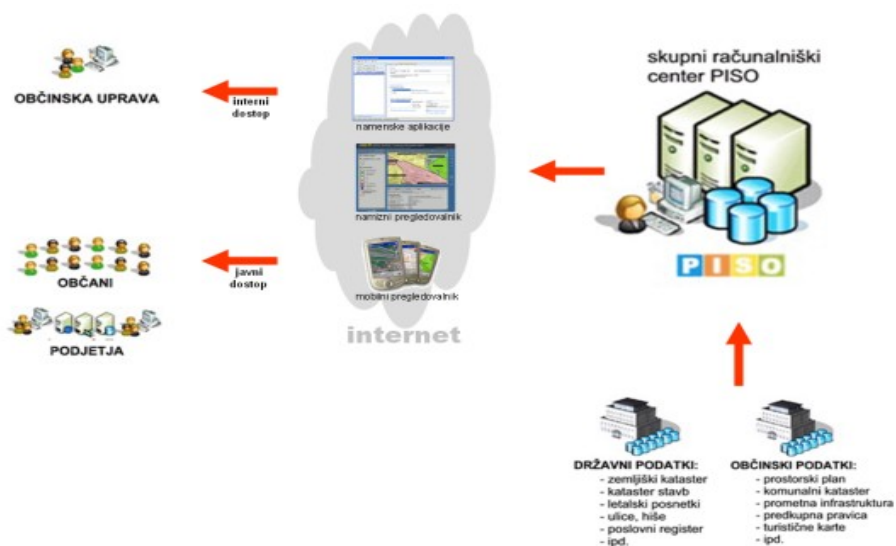 OBČINSKA UPRAVA
interni
dostop
namenske aplikacije
namizni pregledovalnik
mobilni pregledovalnik
internet
OBČANI
javni
dostop
PODJETJA
skupni računalniški
center PISO
PISO
DRŽAVNI PODATKI:
- zemljiški kataster
- kataster stavb
- letalski posnetki
- ulice, hiše
- poslovni register
- ipd.
OBČINSKI PODATKI:
- prostorski plan
- komunalni kataster
- prometna infrastruktura
- predkupna pravica
- turistične karte
- ipd.